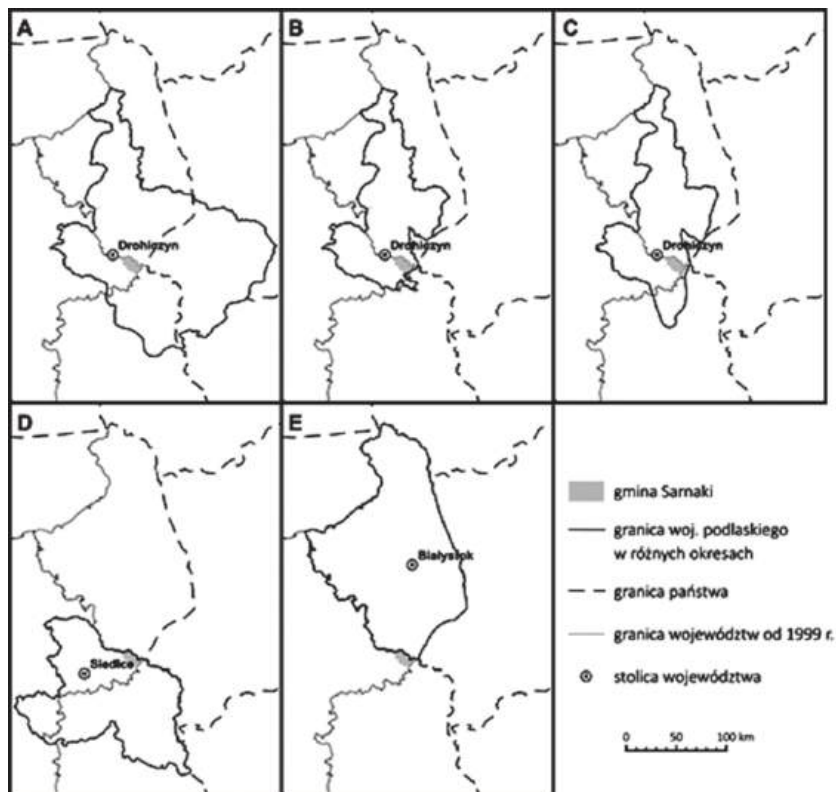 A
B
C
Drohiczyn
Drohiczyn
Drohiczyn
D
E
Siedlce
Białystok
gmina Sarnaki
granica woj. podlaskiego
w różnych okresach
granica państwa
granica województw od 1999 r.
stolica województwa
0 50 100 km